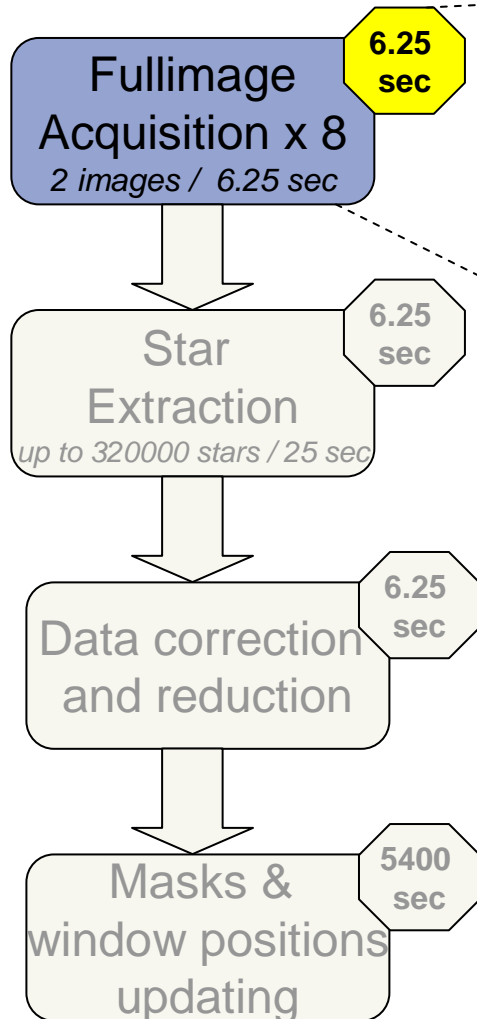 6.25
sec
Fullimage
Acquisition x 8
2 images / 6.25 sec
6.25
sec
Star
Extraction
up to 320000 stars / 25 sec
6.25
sec
Data correction
and reduction
5400
sec
Masks &
window positions
updating